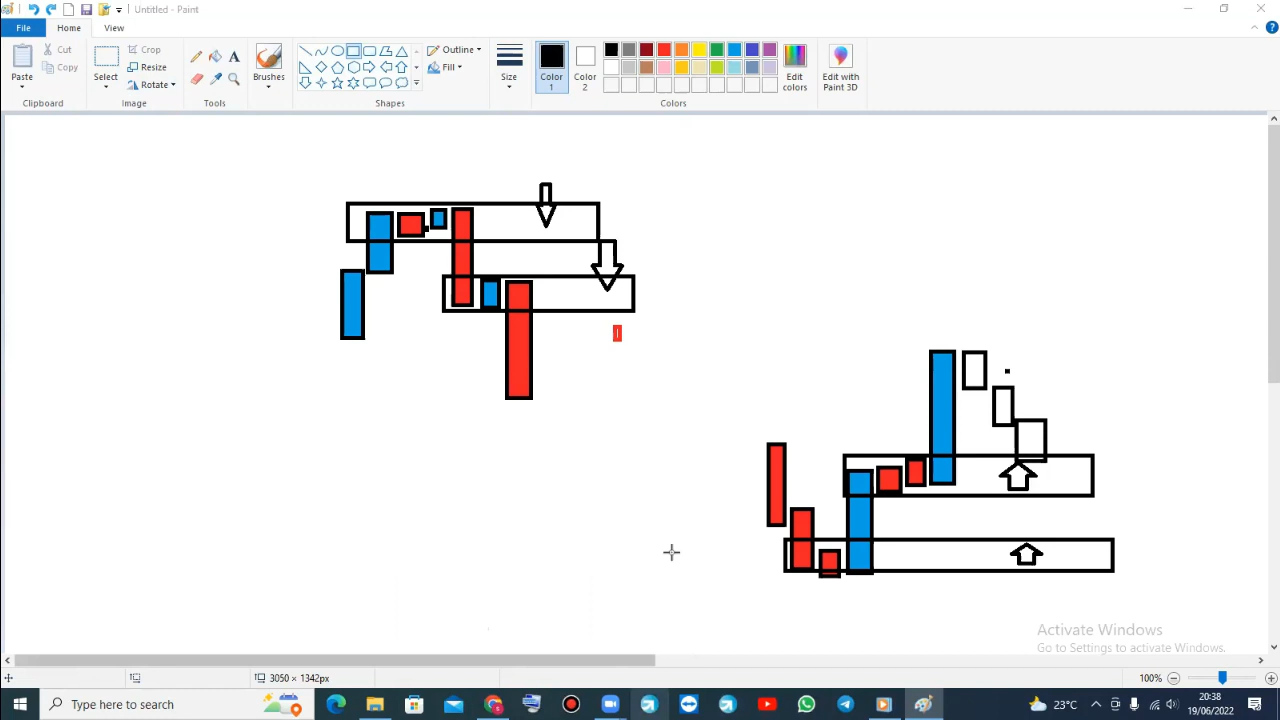 Untitled - Paint
File
Home
View
Paste
Cut
Copy
Clipboard
Select
Crop
Resize
Rotate
Image
A
Tools
Brushes
Outline
Fill
Shapes
Size
Color 1
Color 2
Edit colors
Colors
Edit with Paint 3D
Activate Windows
Go to Settings to activate Windows.
3050 × 1342px
100%
Type here to search
23°C
20:38
19/06/2022